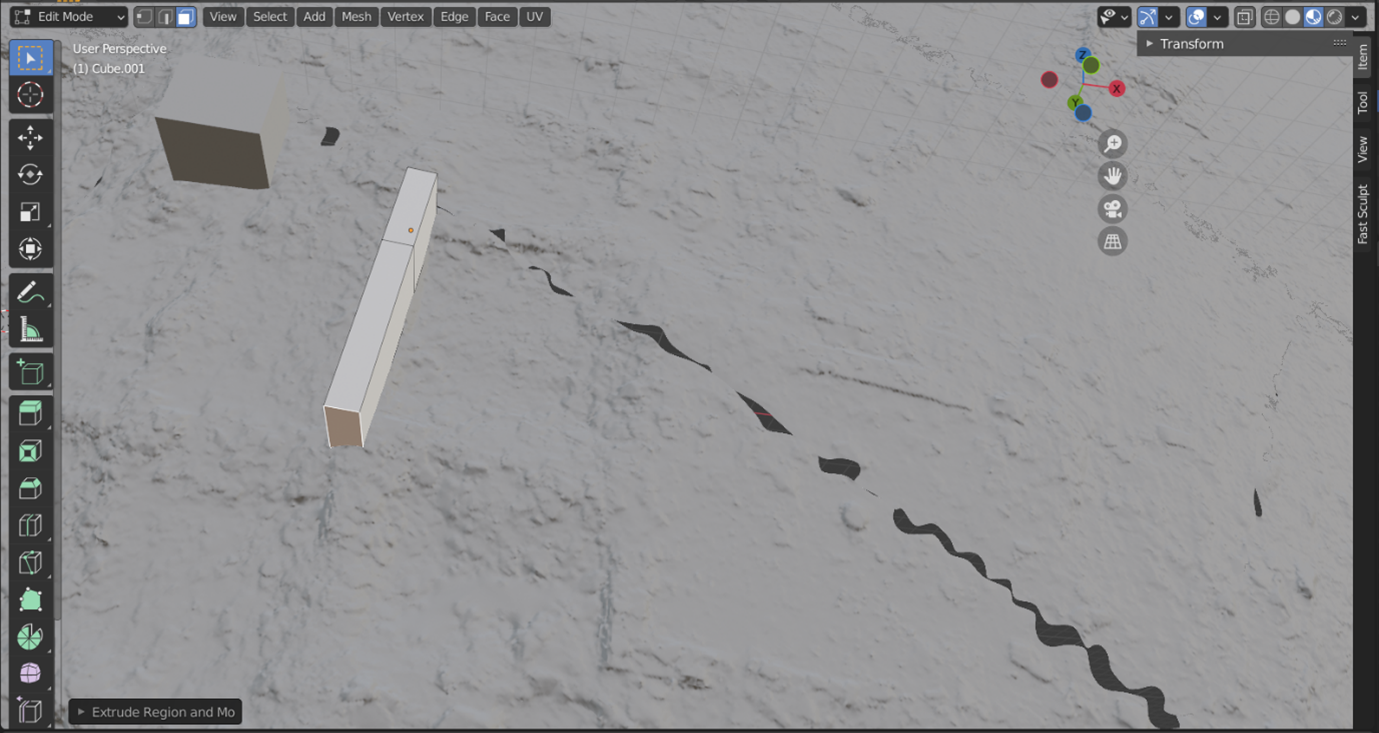 Edit Mode View Select Add Mesh Vertex Edge Face UV
User Perspective
(1) Cube.001
Transform
Item
Tool
View
Fast Sculpt
Z
X
Y
Extrude Region and Mo